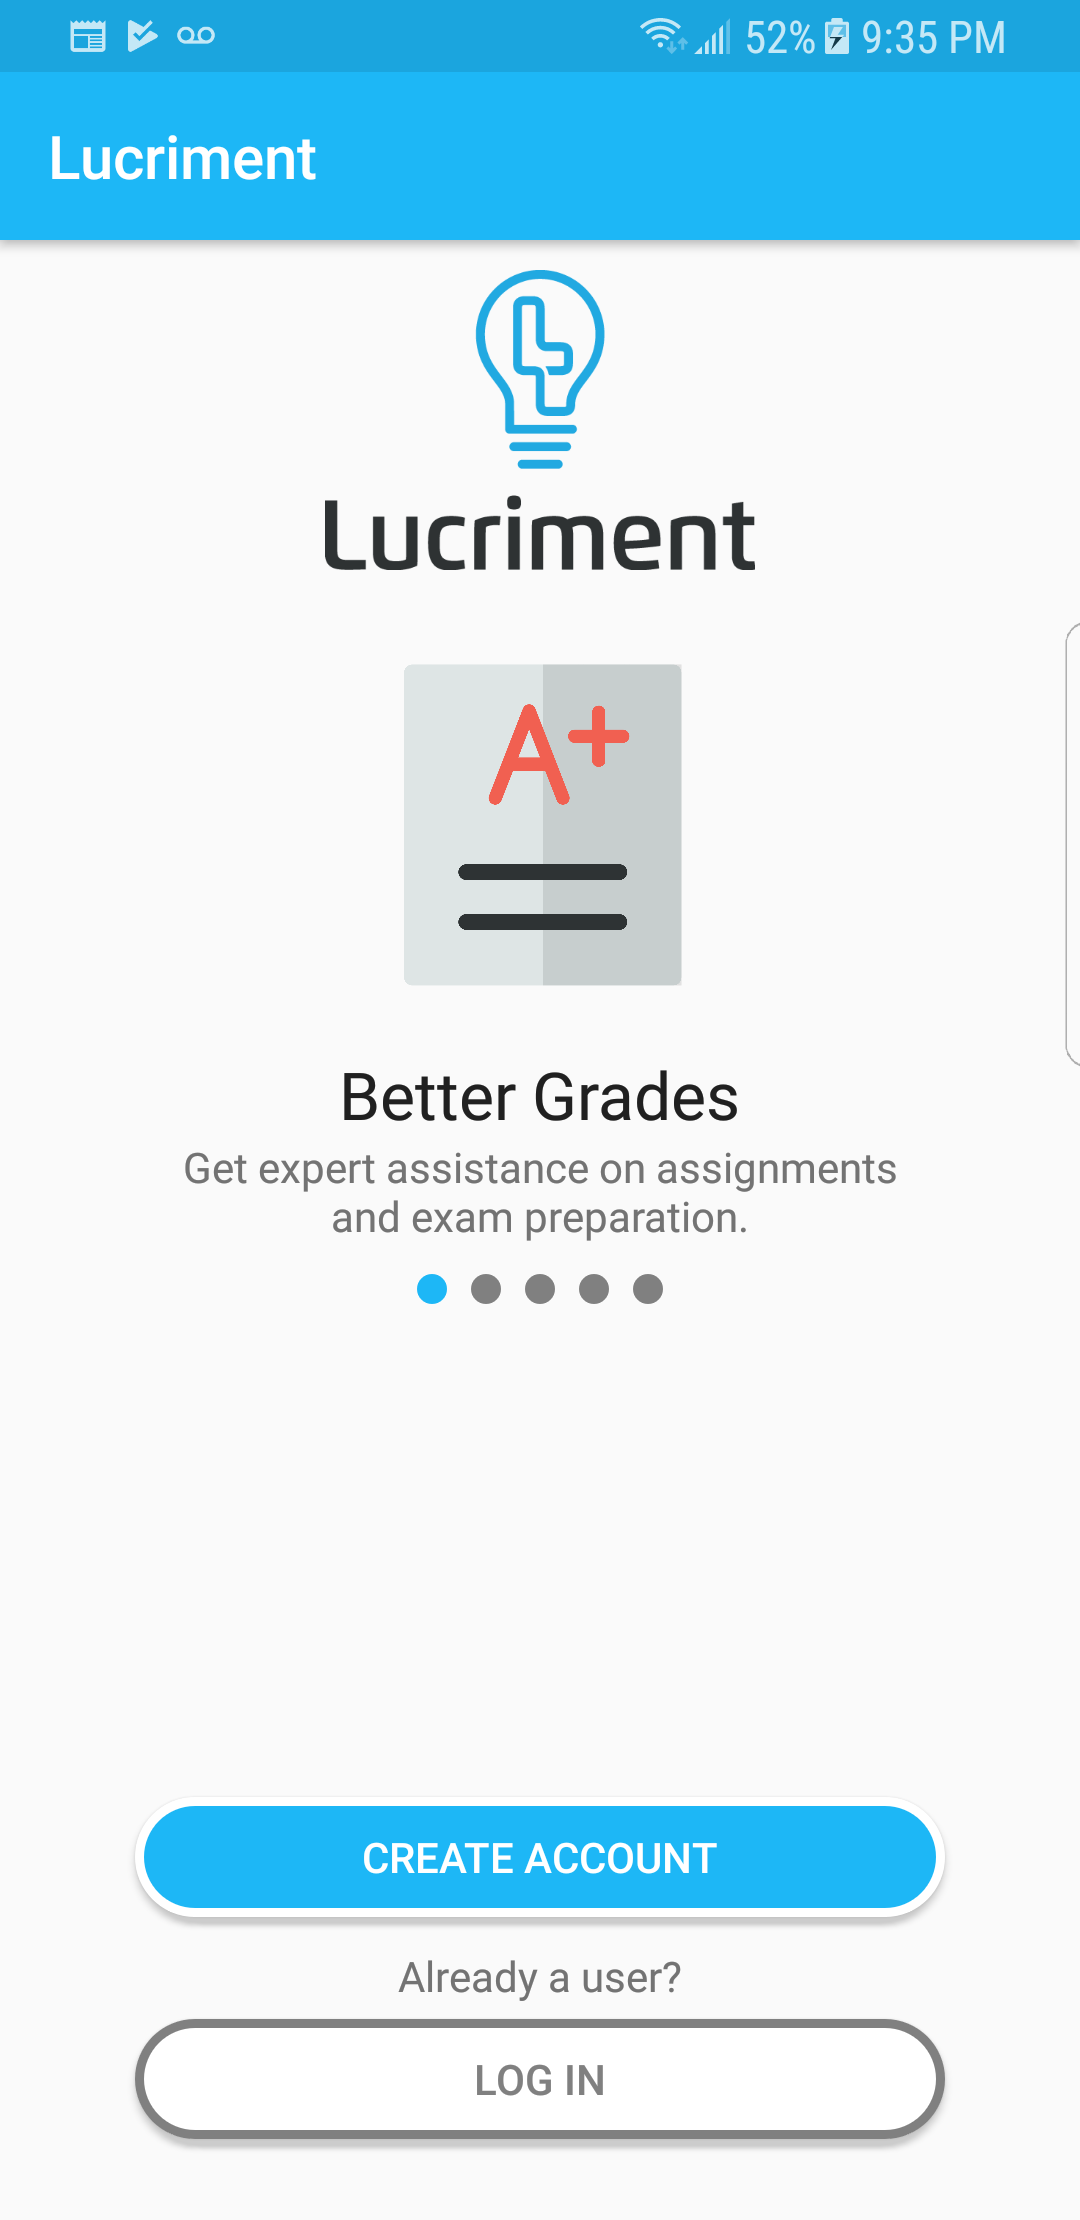 52% 9:35 PM
Lucriment
Lucriment
A+
Better Grades
Get expert assistance on assignments
and exam preparation.
CREATE ACCOUNT
Already a user?
LOG IN